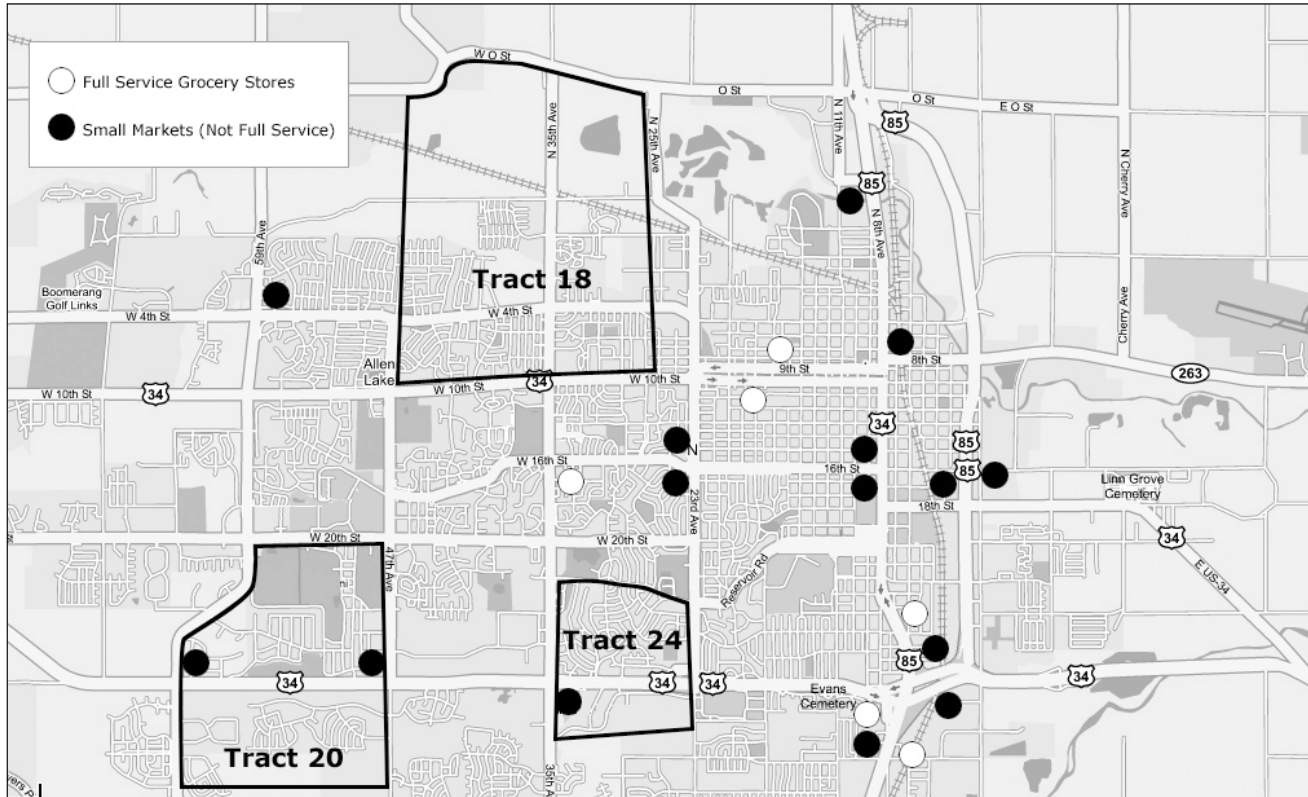 Full Service Grocery Stores
Small Markets (Not Full Service)
W O St
O St
O St
E O St
N 35th Ave
N 25th Ave
N 11th Ave
85
85
N 8th Ave
N Cherry Ave
59th Ave
Tract 18
Boomerang
Golf Links
W 4th St
W 4th St
Cherry Ave
Allen
Lake
9th St
8th St
263
W 10th St
34
W 10th St
34
W 10th St
34
85
N
W 16th St
16th St
85
Linn Grove
Cemetery
18th St
23rd Ave
W 20th St
W 20th St
34
47th Ave
Reservoir Rd
E US-34
Tract 24
85
34
34
34
34
Evans
Cemetery
Tract 20
35th A